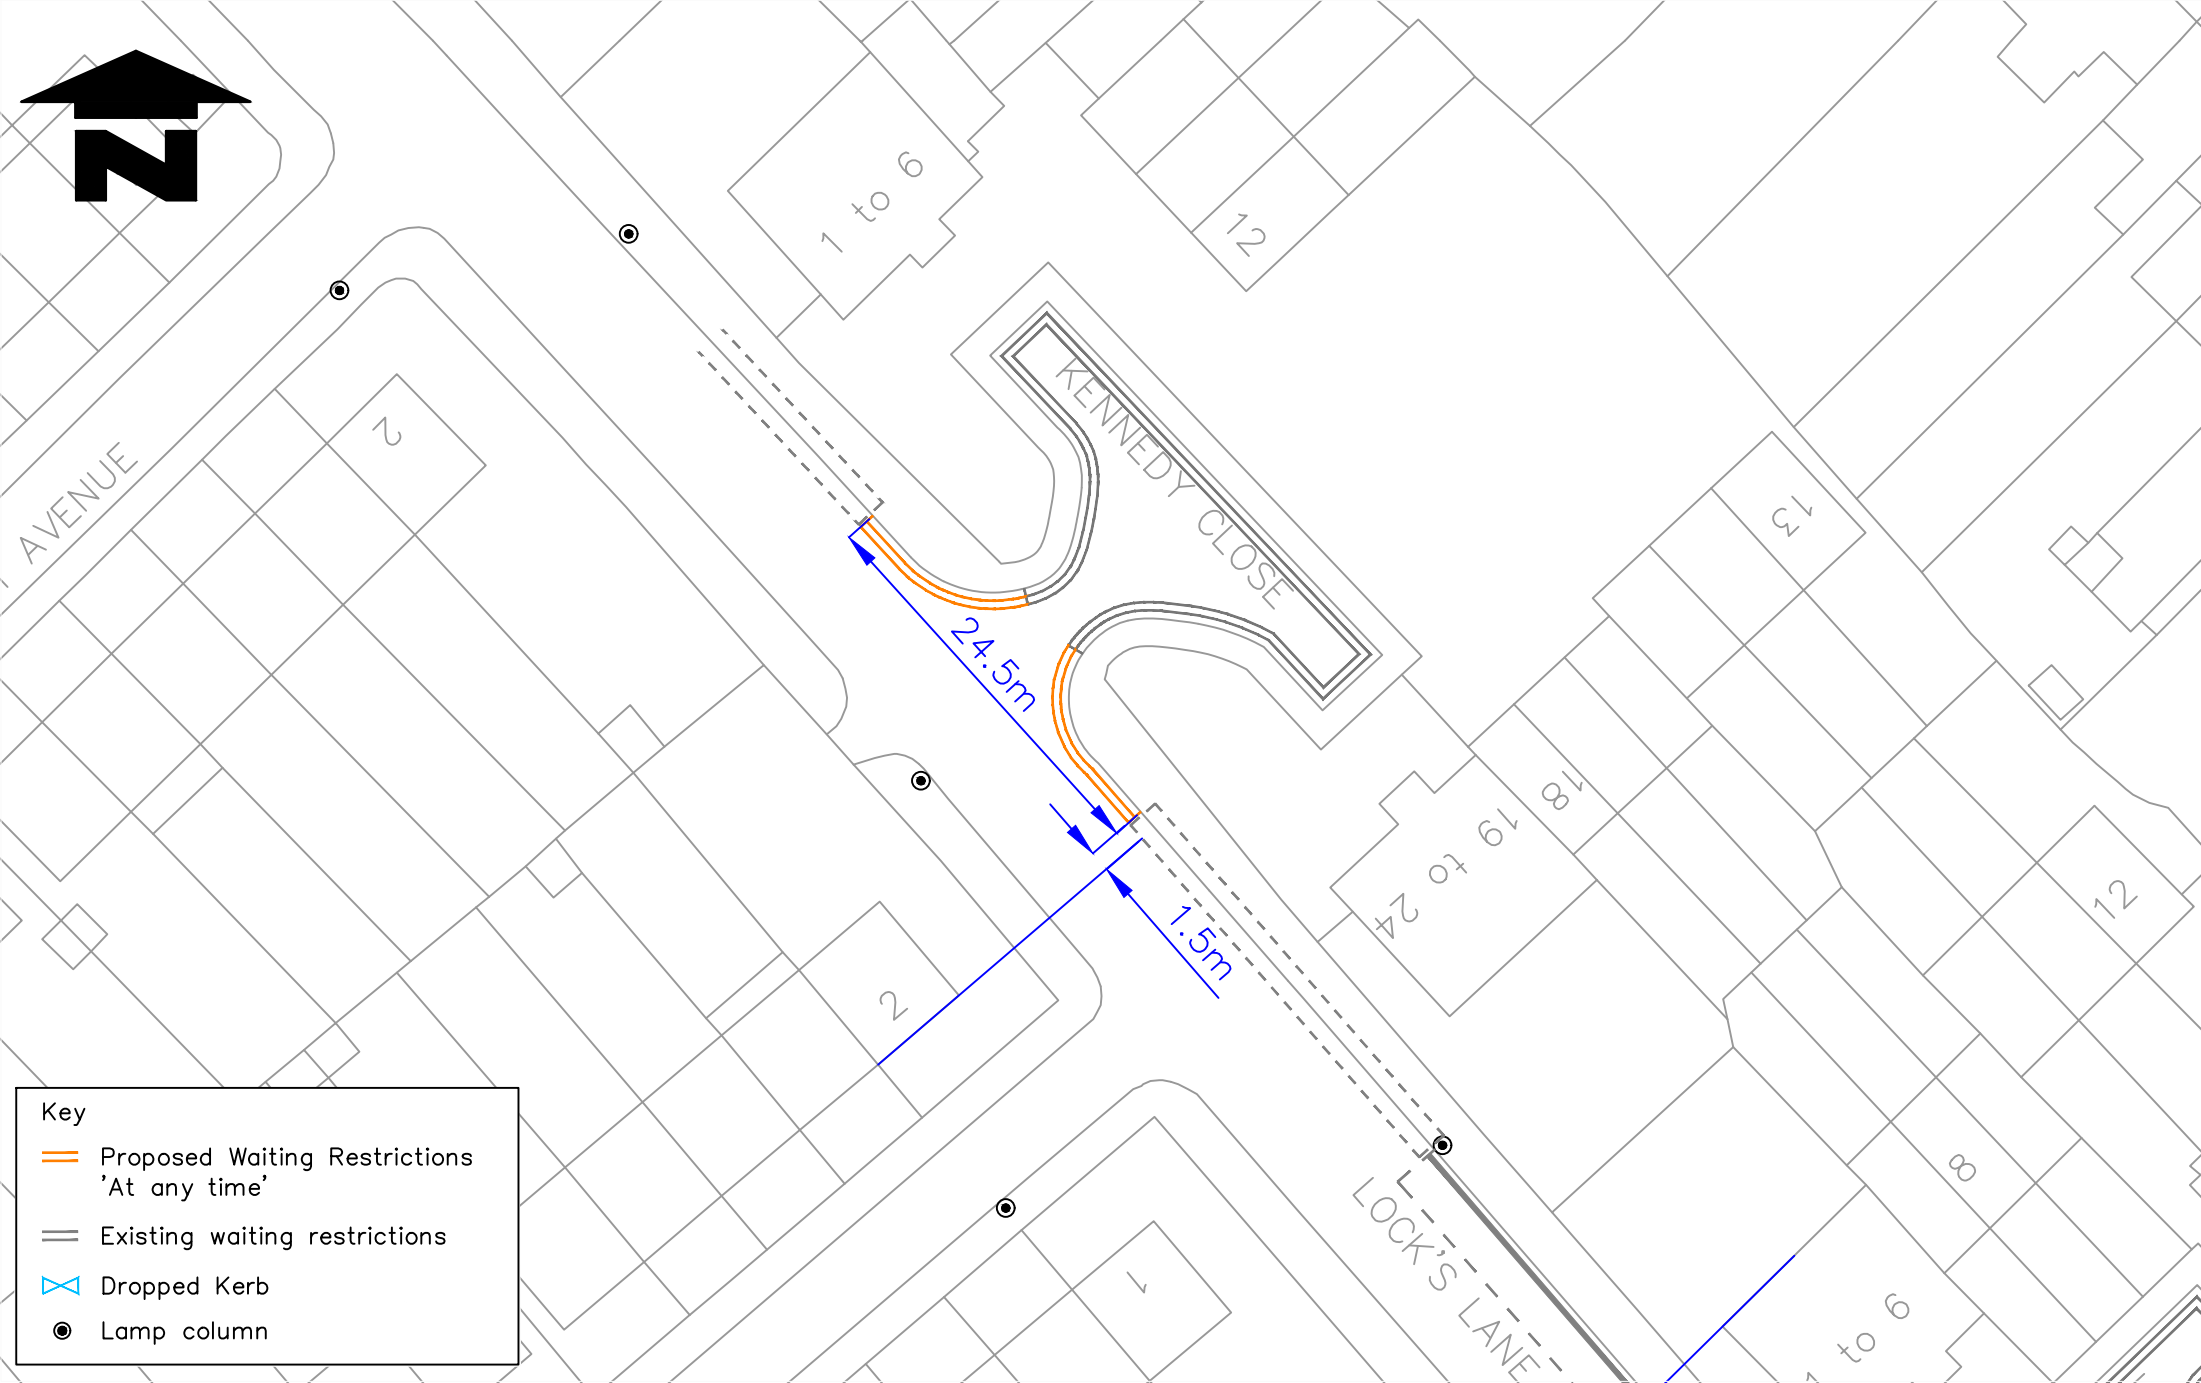 N
1 to 6
12
2
AVENUE
KENNEDY CLOSE
13
24.5m
18
19 to 24
12
1.5m
2
8
LOCK'S LANE
1
1 to 6
Key
Proposed Waiting Restrictions
'At any time'
Existing waiting restrictions
Dropped Kerb
Lamp column